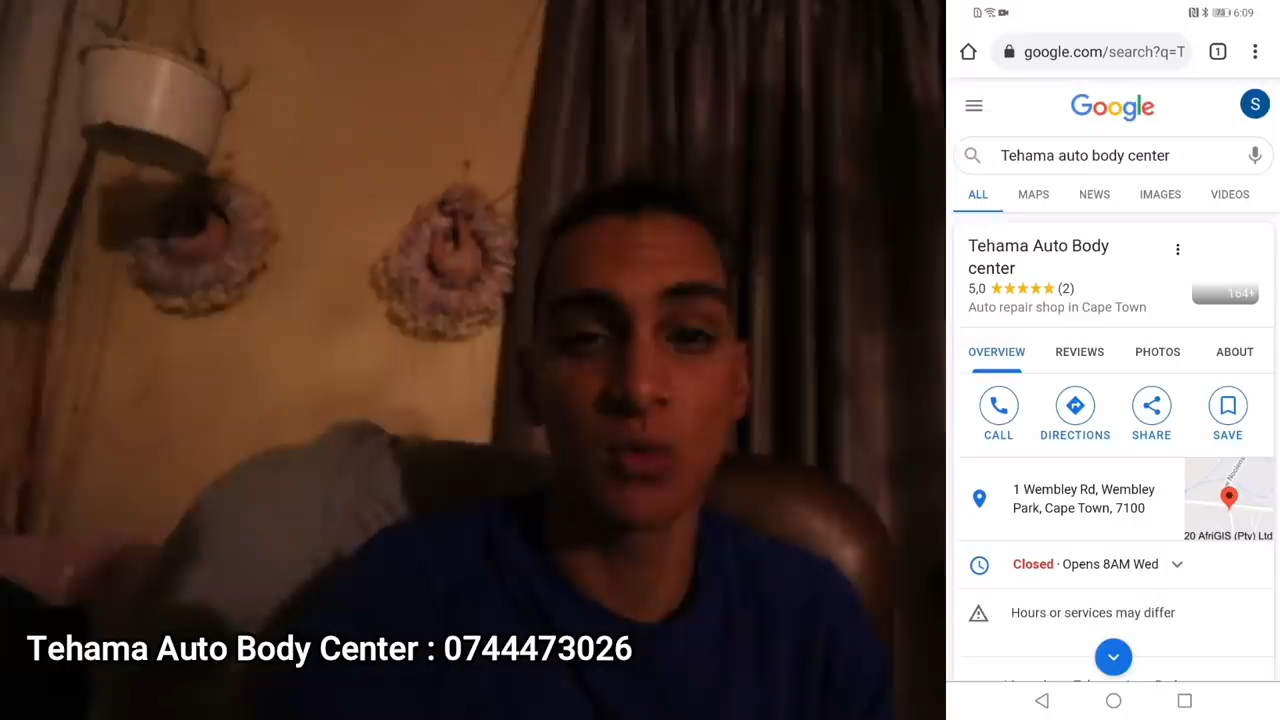 Tehama Auto Body Center : 0744473026
6:09
google.com/search?q=T
1
Google
S
Tehama auto body center
ALL MAPS NEWS IMAGES VIDEOS
Tehama Auto Body
center
5,0 ★★★★★ (2)
164+
Auto repair shop in Cape Town
OVERVIEW REVIEWS PHOTOS ABOUT
CALL DIRECTIONS SHARE SAVE
1 Wembley Rd, Wembley
Park, Cape Town, 7100
20 AfriGIS (Pty) Ltd
Closed · Opens 8AM Wed
Hours or services may differ